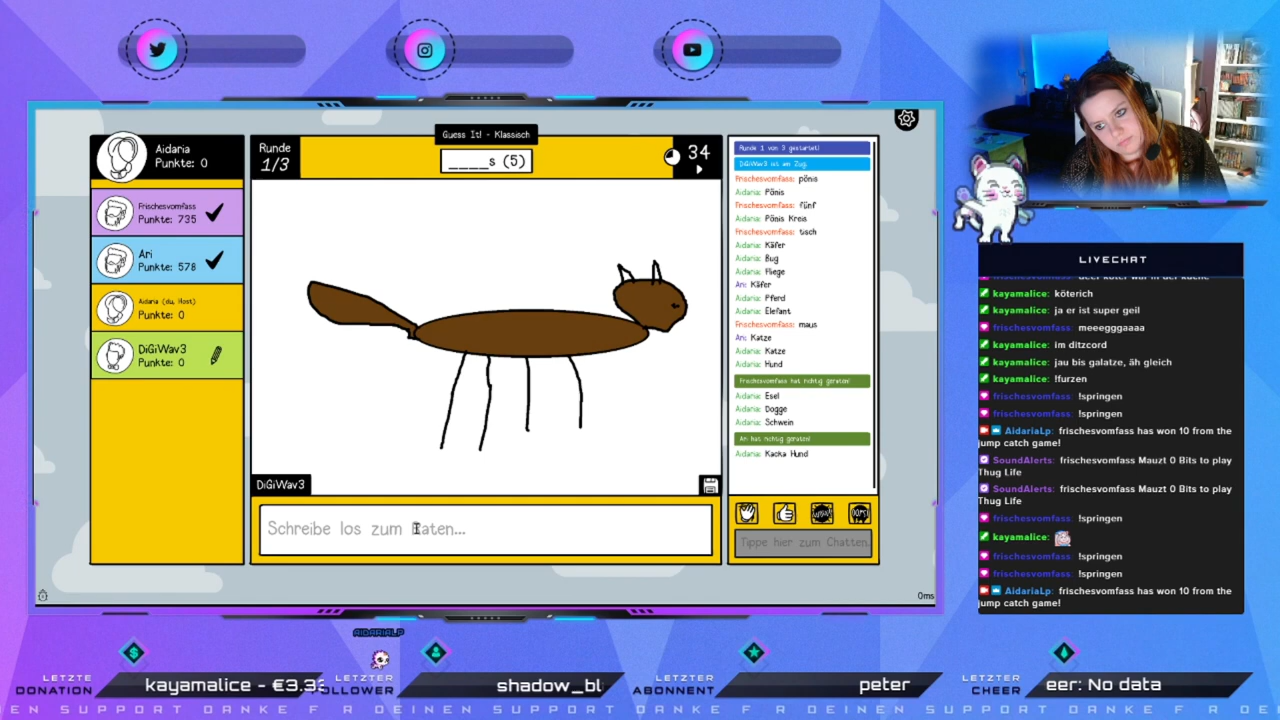 Guess It! - Klassisch
____s (5)
Runde
1/3
34
Aidaria
Punkte: 0
Frischesvomfass
Punkte: 735
Ari
Punkte: 578
Aidaria (du, Host)
Punkte: 0
DiGiWav3
Punkte: 0
DiGiWav3
Schreibe los zum Raten...
Runde 1 von 3 gestartet!
DiGiWav3 ist am Zug.
Frischesvomfass: pönis
Aidaria: Pönis
Frischesvomfass: fünf
Aidaria: Pönis Kreis
Frischesvomfass: tisch
Aidaria: Käfer
Aidaria: Bug
Aidaria: Fliege
Ari: Käfer
Aidaria: Pferd
Aidaria: Elefant
Frischesvomfass: maus
Ari: Katze
Aidaria: Katze
Aidaria: Hund
Frischesvomfass hat richtig geraten!
Aidaria: Esel
Aidaria: Dogge
Aidaria: Schwein
Ari hat richtig geraten!
Aidaria: Kacka Hund
Tippe hier zum Chatten.
0ms
LIVECHAT
kayamalice: köterich
kayamalice: ja er ist super geil
frischesvomfass: meeegggaaaa
kayamalice: im ditzcord
kayamalice: jau bis galatze, äh gleich
kayamalice: !furzen
frischesvomfass: !springen
frischesvomfass: !springen
AidariaLp: frischesvomfass has won 10 from the
jump catch game!
SoundAlerts: frischesvomfass Mauzt 0 Bits to play
Thug Life
SoundAlerts: frischesvomfass Mauzt 0 Bits to play
Thug Life
frischesvomfass: !springen
kayamalice:
frischesvomfass: !springen
frischesvomfass: !springen
AidariaLp: frischesvomfass has won 10 from the
jump catch game!
AIDARIALP
LETZTE
DONATION
kayamalice - €3.3
LETZTER
FOLLOWER
shadow_bl
LETZTER
ABONNENT
peter
LETZTER
CHEER
eer: No data
EN SUPPORT DANKE F R DEINEN SUPPORT DANKE F R DEINEN SUPPORT DANKE F R DEINEN SUPPORT DANKE F R DEI